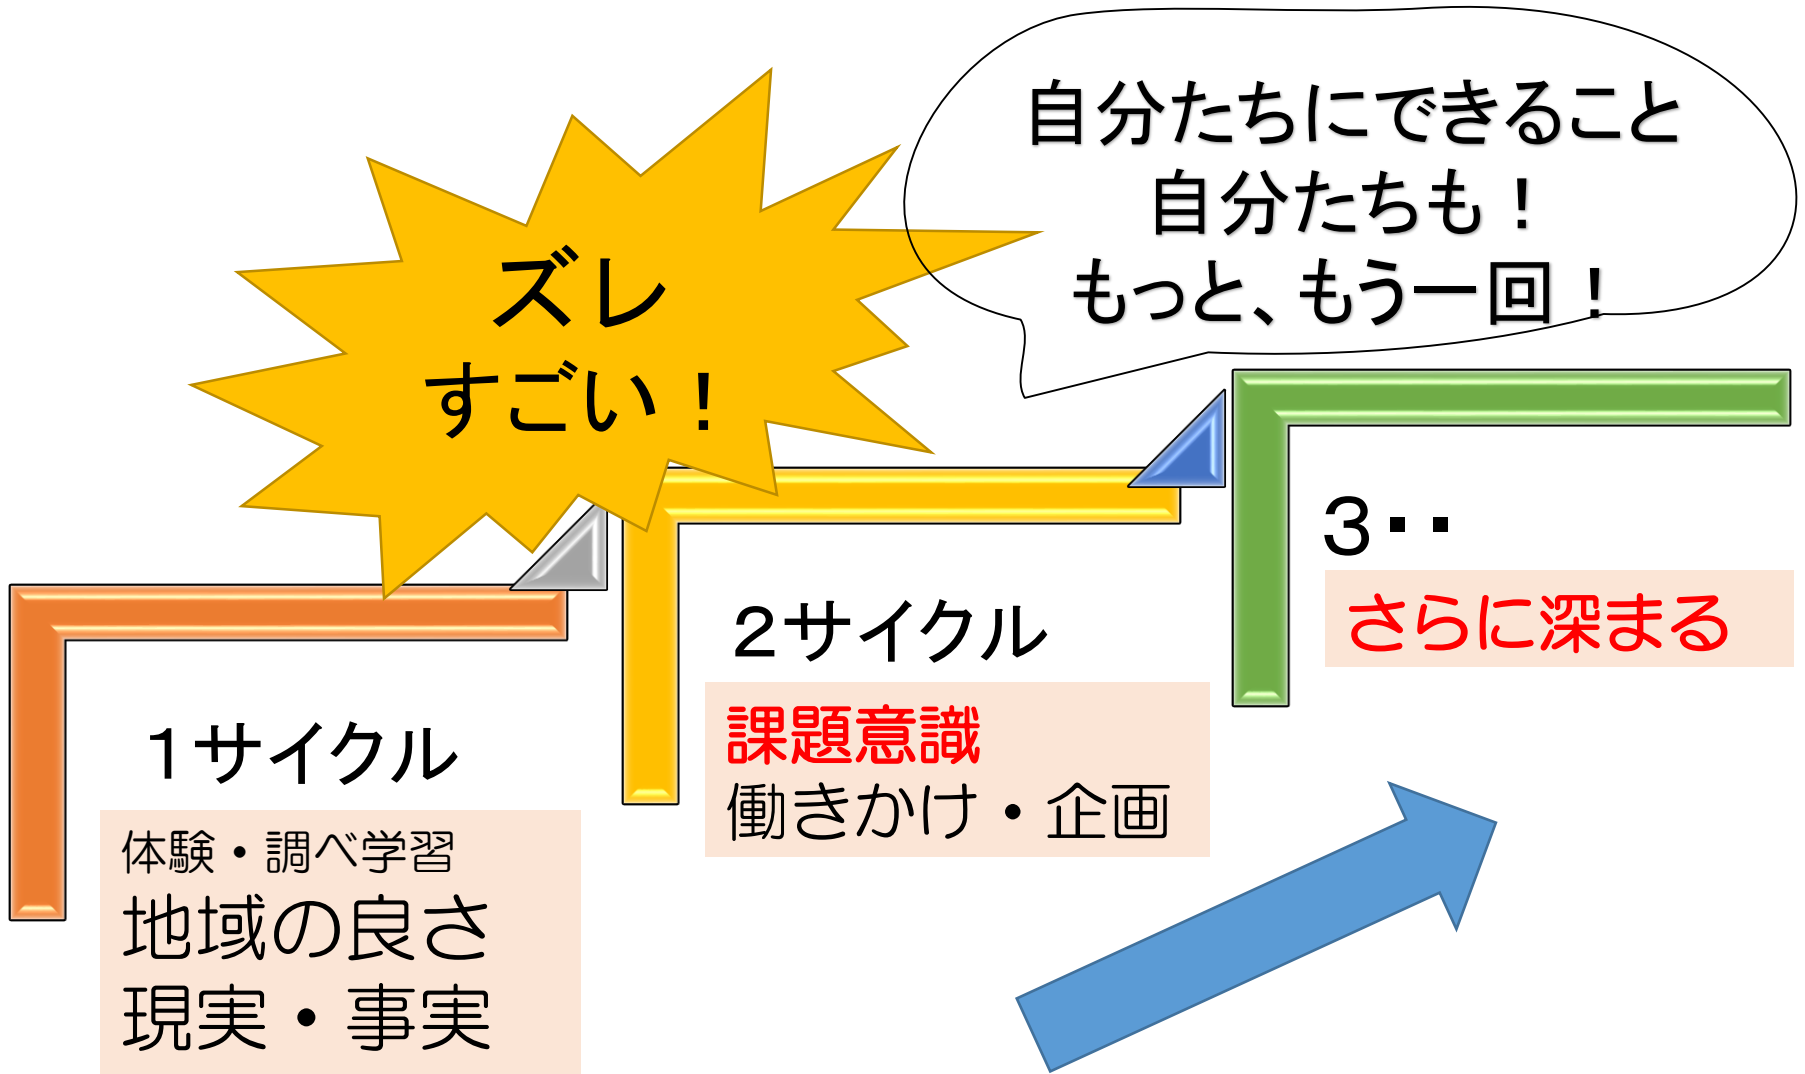 自分たちにできること
自分たちも！
もっと、もう一回！
ズレ
すごい！
３・・
さらに深まる
２サイクル
課題意識
働きかけ・企画
１サイクル
体験・調べ学習
地域の良さ
現実・事実